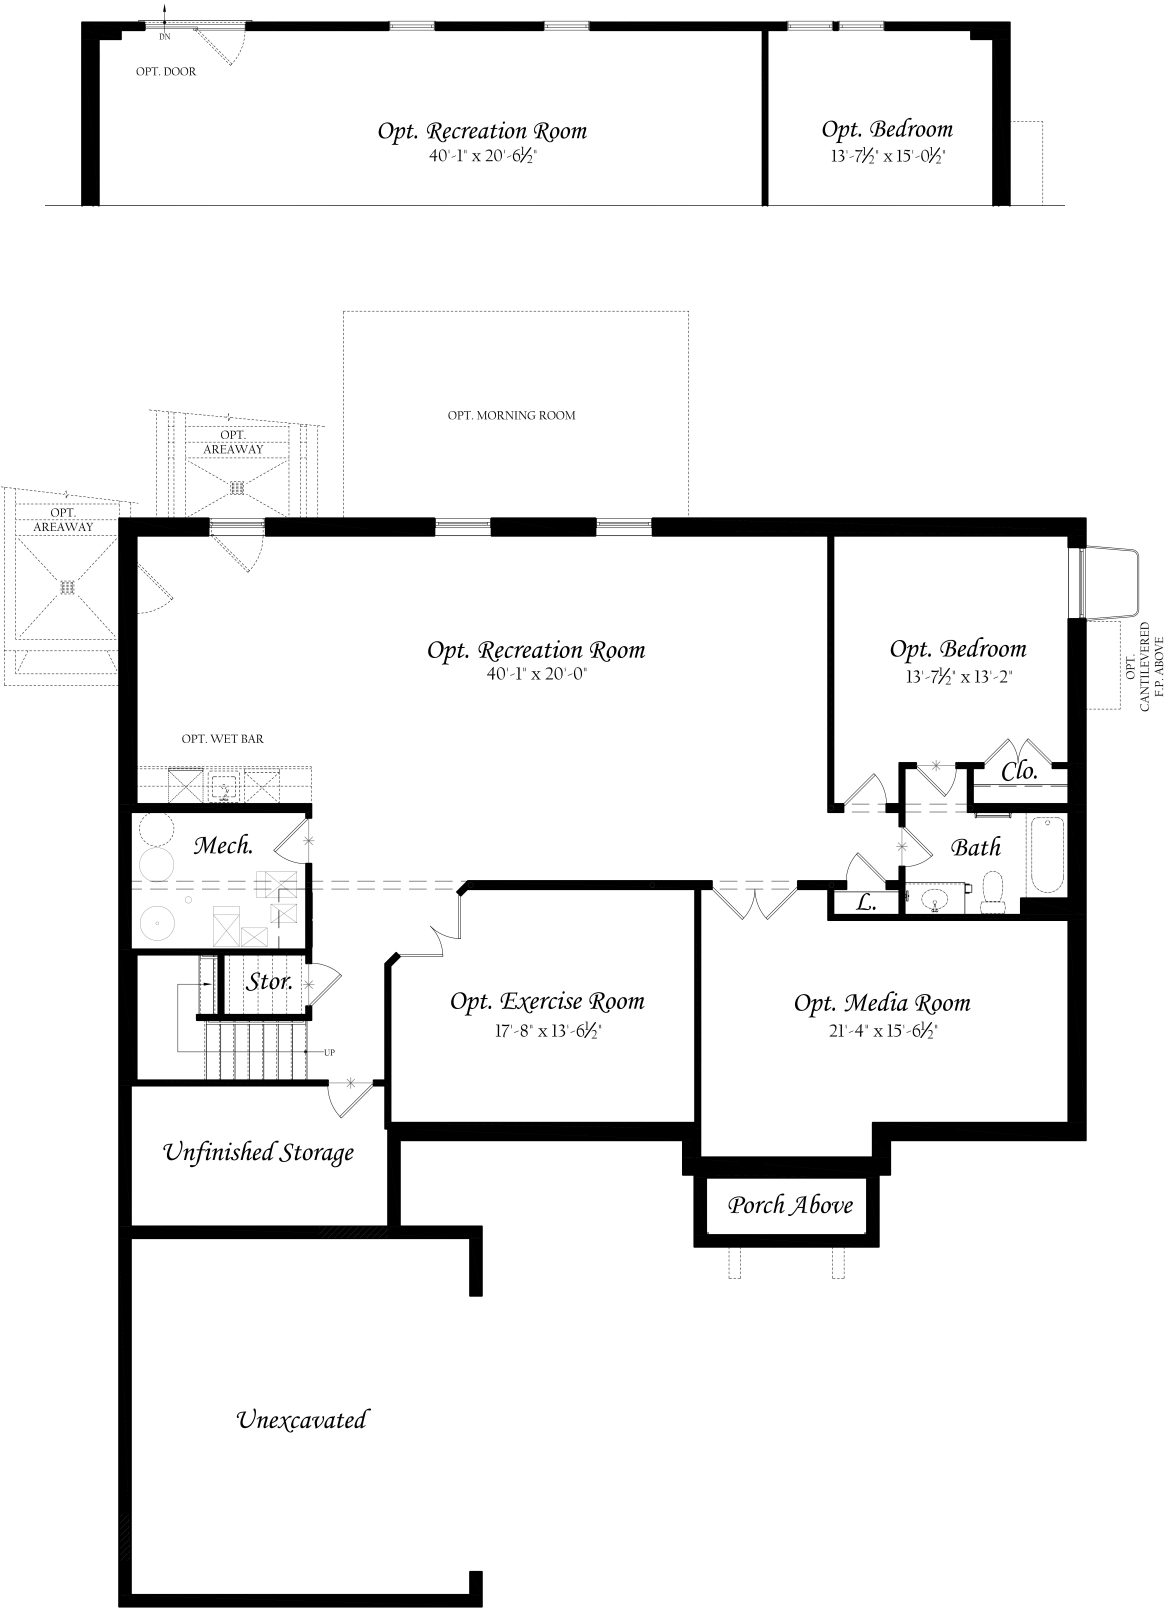 DN
OPT. DOOR
Opt. Recreation Room
40'-1" x 20'-6½"
Opt. Bedroom
13'-7½" x 15'-0½"
OPT. MORNING ROOM
OPT.
AREAWAY
OPT.
AREAWAY
Opt. Recreation Room
40'-1" x 20'-0"
Opt. Bedroom
13'-7½" x 13'-2"
OPT.
CANTILEVERED
F.P. ABOVE
OPT. WET BAR
Clo.
Mech.
Bath
L.
Stor.
Opt. Exercise Room
17'-8" x 13'-6½"
Opt. Media Room
21'-4" x 15'-6½"
UP
Unfinished Storage
Porch Above
Unexcavated